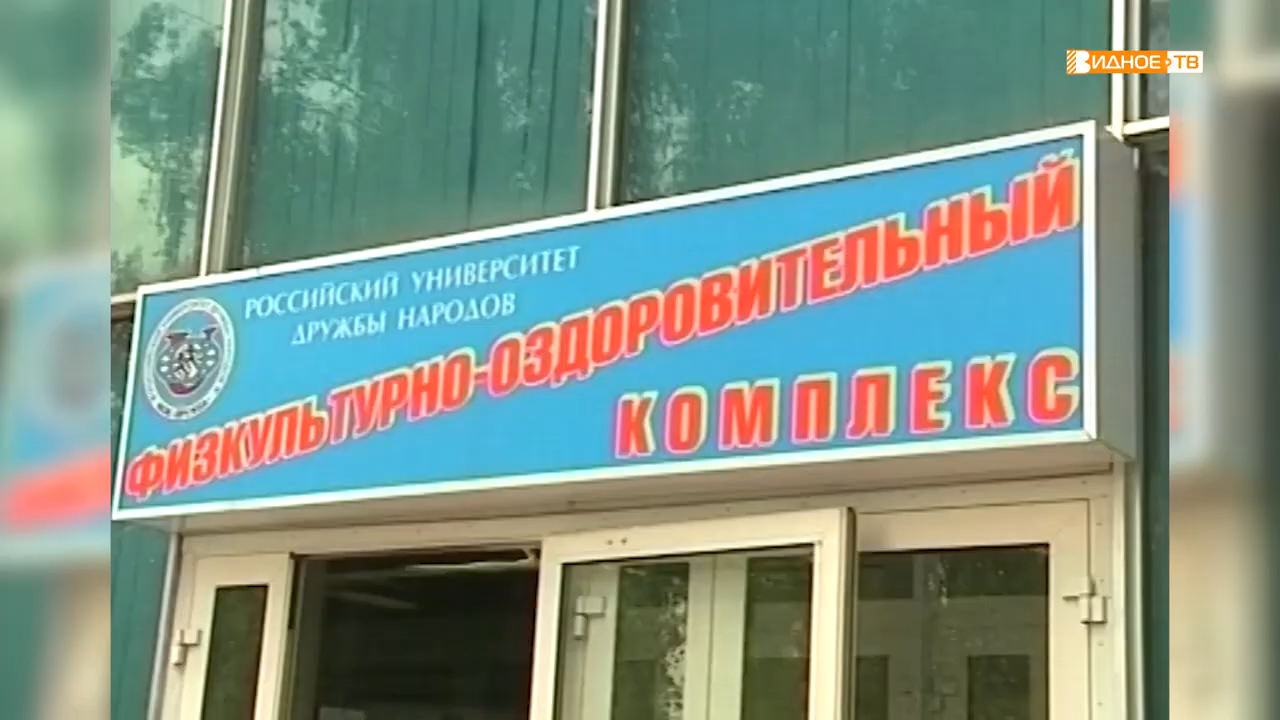 ВИДНОЕ ТВ
РОССИЙСКИЙ УНИВЕРСИТЕТ
ДРУЖБЫ НАРОДОВ
ФИЗКУЛЬТУРНО-ОЗДОРОВИТЕЛЬНЫЙ
КОМПЛЕКС